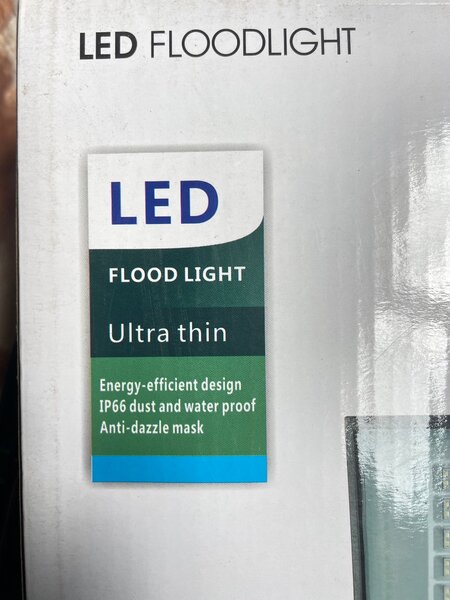 LED FLOODLIGHT
LED
FLOOD LIGHT
Ultra thin
Energy-efficient design
IP66 dust and water proof
Anti-dazzle mask